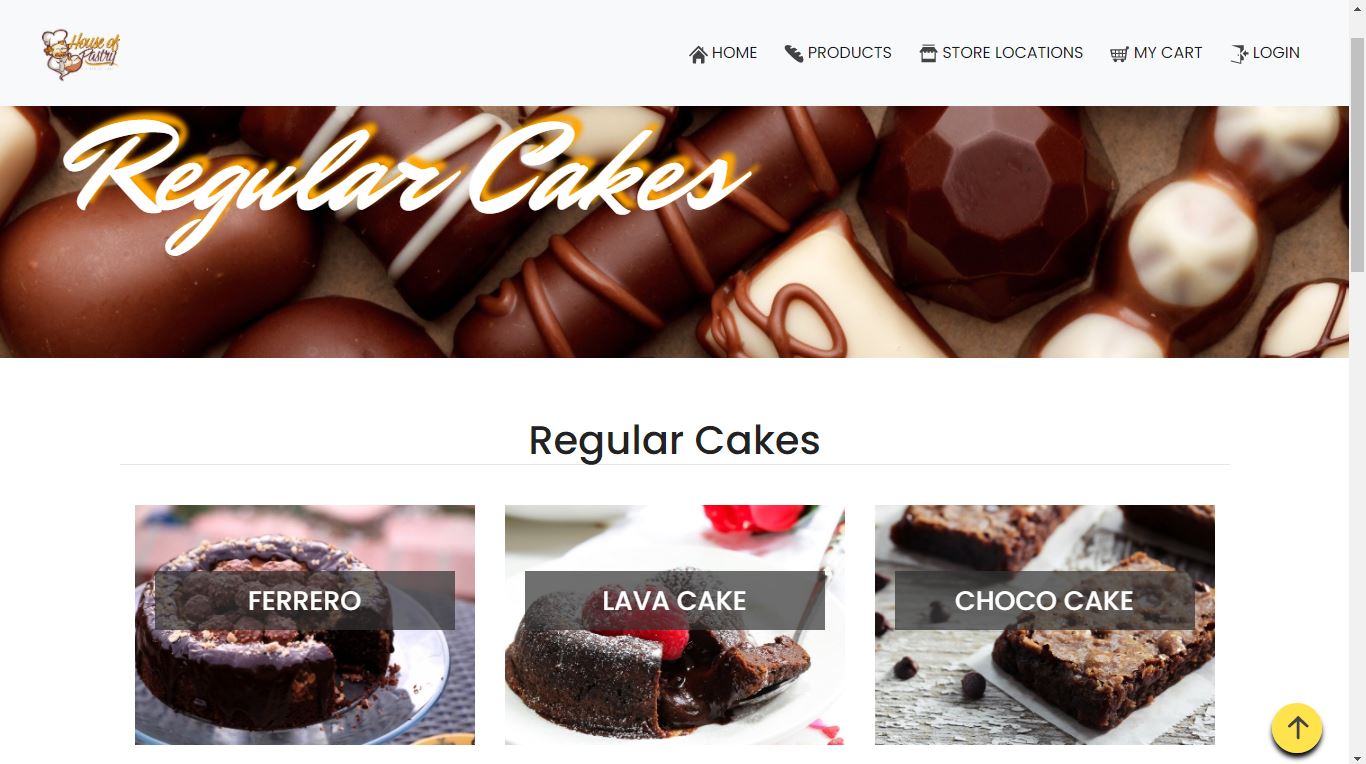 House of
Pastry
HOME PRODUCTS STORE LOCATIONS MY CART LOGIN
Regular Cakes
Regular Cakes
FERRERO LAVA CAKE CHOCO CAKE